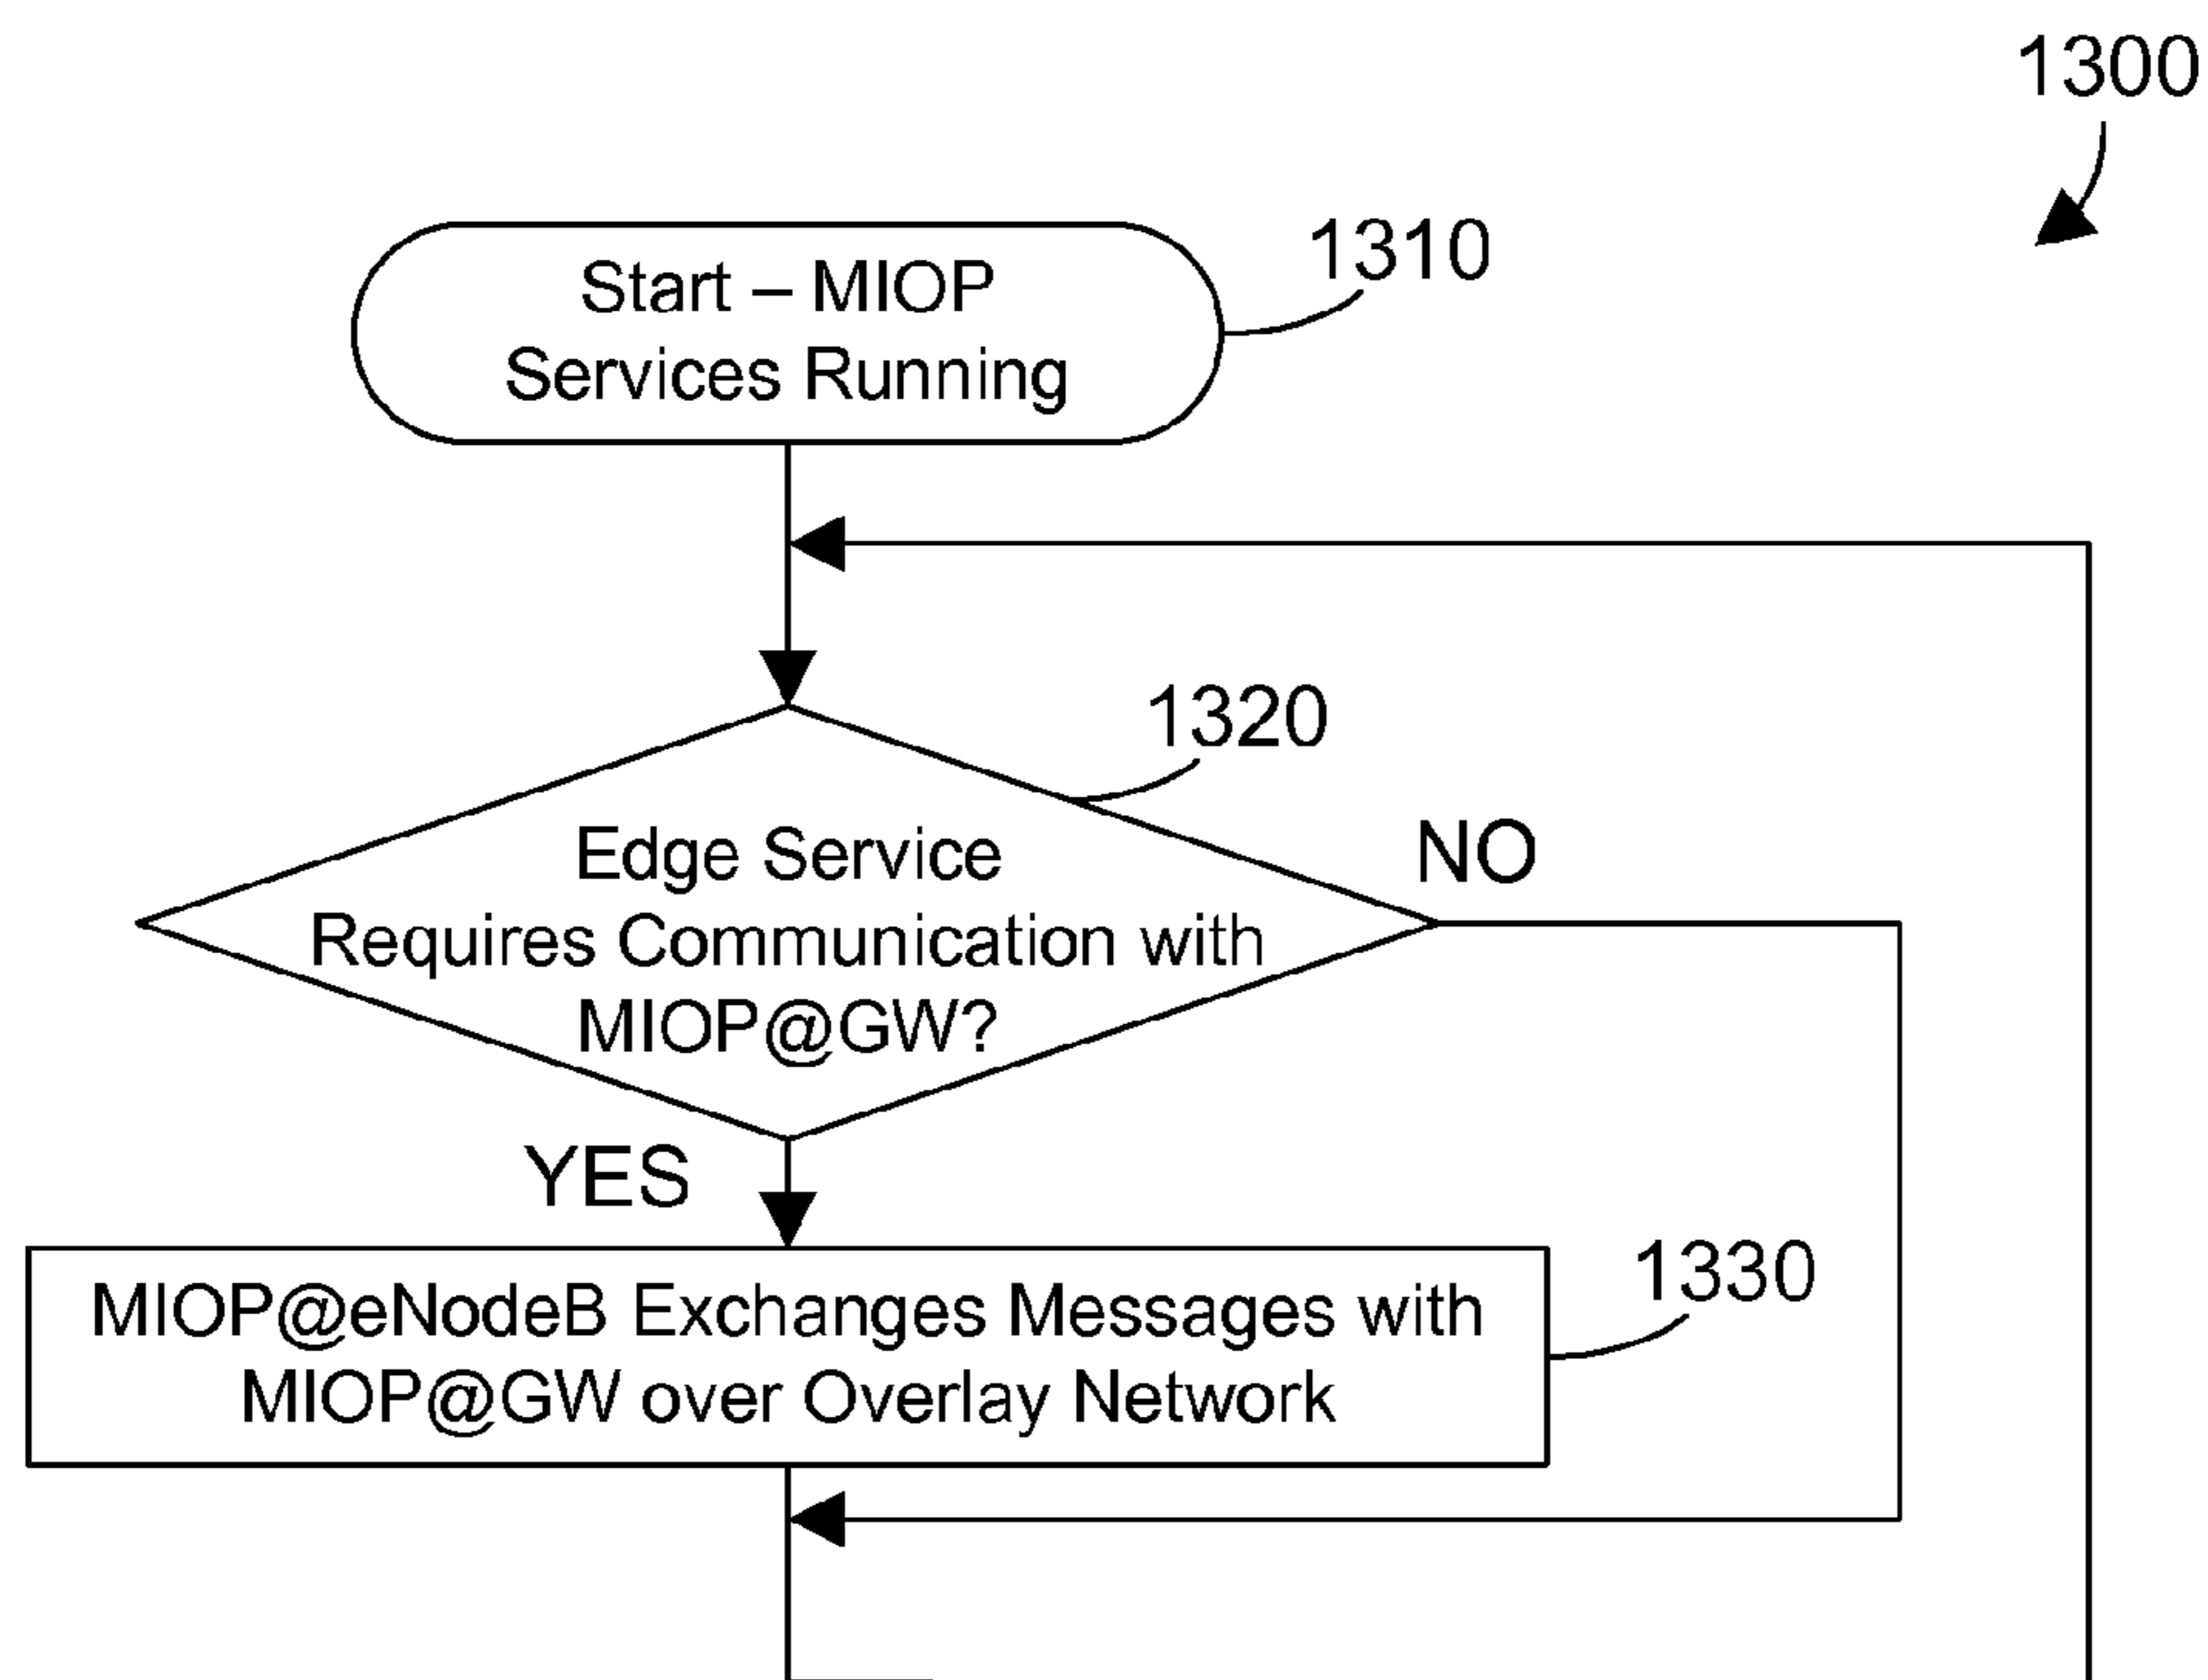 1300
1310
Start – MIOP
Services Running
1320
Edge Service
Requires Communication with
MIOP@GW?
NO
YES
1330
MIOP@eNodeB Exchanges Messages with
MIOP@GW over Overlay Network